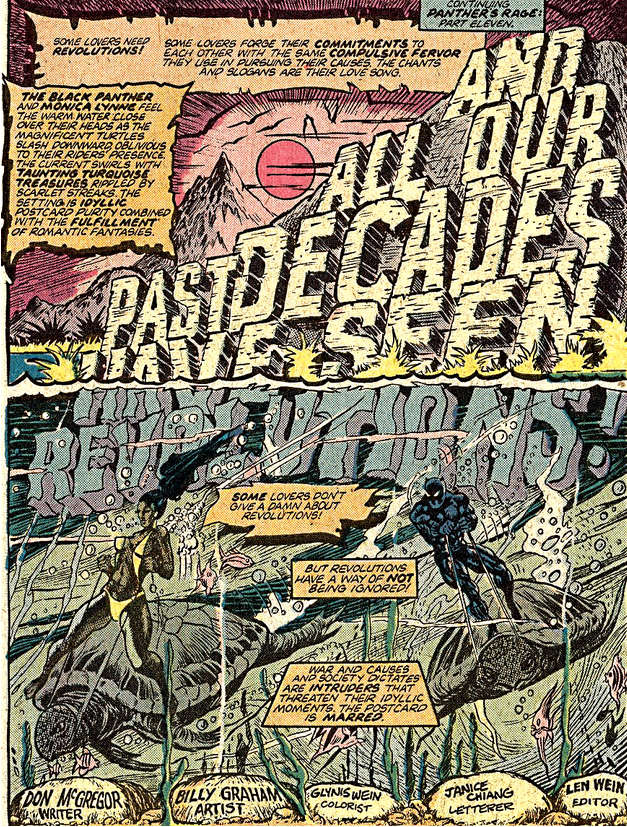 CONTINUING
PANTHER'S RAGE:
PART ELEVEN.
SOME LOVERS NEED
REVOLUTIONS!
SOME LOVERS FORGE THEIR COMMITMENTS TO
EACH OTHER WITH THE SAME COMPULSIVE FERVOR
THEY USE IN PURSUING THEIR CAUSES. THE CHANTS
AND SLOGANS ARE THEIR LOVE SONG.
THE BLACK PANTHER
AND MONICA LYNNE FEEL
THE WARM WATER CLOSE
OVER THEIR HEADS AS THE
MAGNIFICENT TURTLES
SLASH DOWNWARD, OBLIVIOUS
TO THEIR RIDERS' PRESENCE.
THE CURRENT SWIRLS WITH
TAUNTING TURQUOISE
TREASURES RIPPLED BY
SCARLET STREAKS. THE
SETTING IS IDYLLIC
POSTCARD PURITY COMBINED
WITH THE FULFILLMENT
OF ROMANTIC FANTASIES.
AND
ALL OUR
PAST DECADES
HAVE SEEN
REVOLUTIONS!
SOME LOVERS DON'T
GIVE A DAMN ABOUT
REVOLUTIONS!
BUT REVOLUTIONS
HAVE A WAY OF NOT
BEING IGNORED!
WAR AND CAUSES
AND SOCIETY DICTATES
ARE INTRUDERS THAT
THREATEN THEIR IDYLLIC
MOMENTS. THE POSTCARD
IS MARRED.
DON McGREGOR
WRITER
BILLY GRAHAM
ARTIST
GLYNIS WEIN
COLORIST
JANICE CHIANG
LETTERER
LEN WEIN
EDITOR